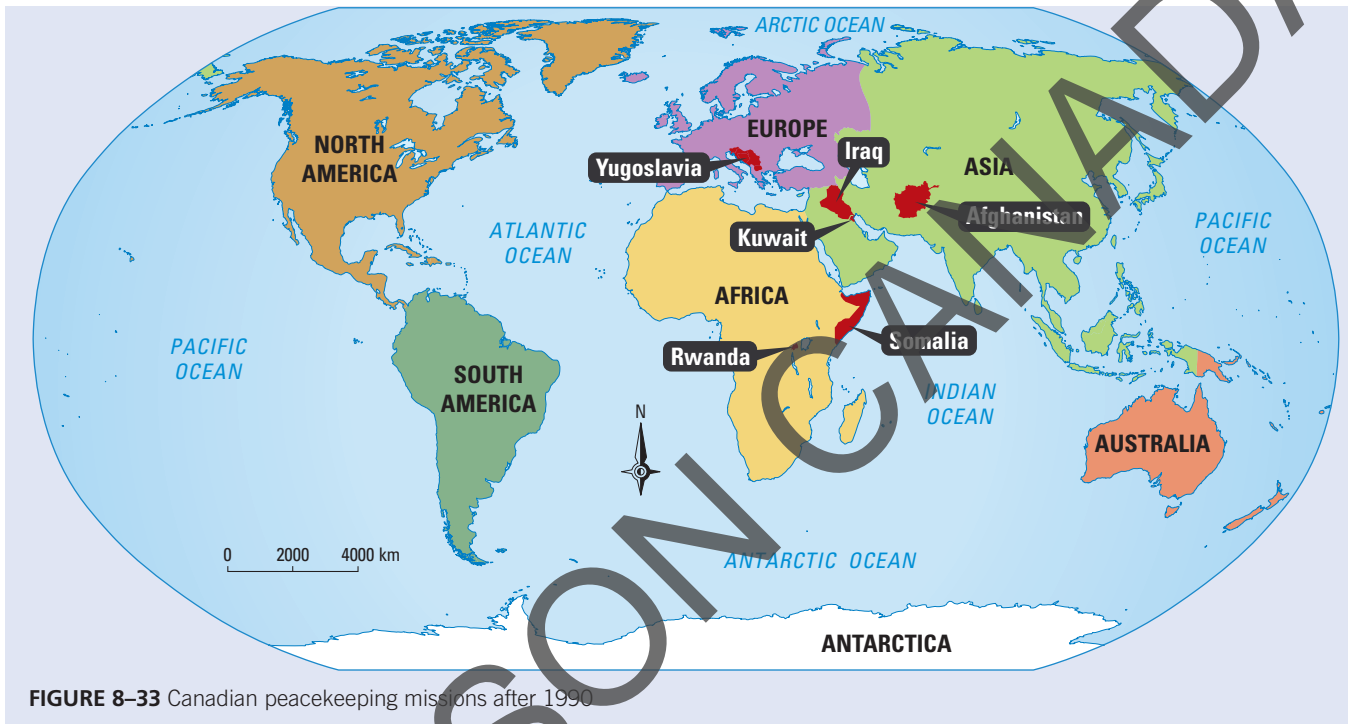 ARCTIC OCEAN
NORTH
AMERICA
EUROPE
Yugoslavia
Iraq
ASIA
Afghanistan
Kuwait
ATLANTIC
OCEAN
PACIFIC
OCEAN
AFRICA
Somalia
Rwanda
PACIFIC
OCEAN
SOUTH
AMERICA
INDIAN
OCEAN
AUSTRALIA
N
0 2000 4000 km
ANTARCTIC OCEAN
ANTARCTICA
FIGURE 8–33 Canadian peacekeeping missions after 1990
SON CANADA